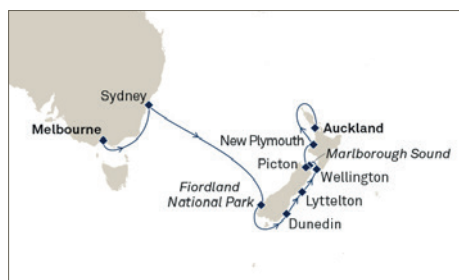 Sydney
Melbourne
Auckland
New Plymouth
Marlborough Sound
Picton
Wellington
Fiordland
National Park
Lyttelton
Dunedin